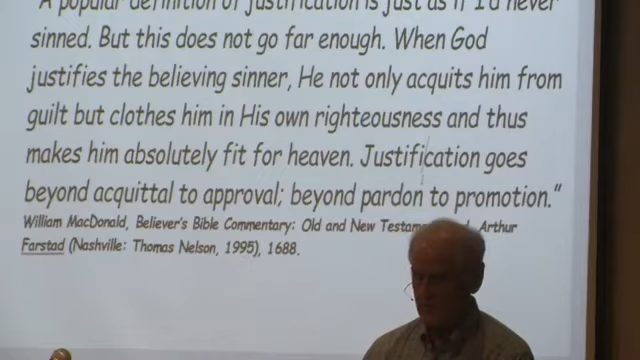 "A popular definition of justification is just as if I'd never
sinned. But this does not go far enough. When God
justifies the believing sinner, He not only acquits him from
guilt but clothes him in His own righteousness and thus
makes him absolutely fit for heaven. Justification goes
beyond acquittal to approval; beyond pardon to promotion."
William MacDonald, Believer's Bible Commentary: Old and New Arthur
Farstad (Nashville: Thomas Nelson, 1995), 1688.